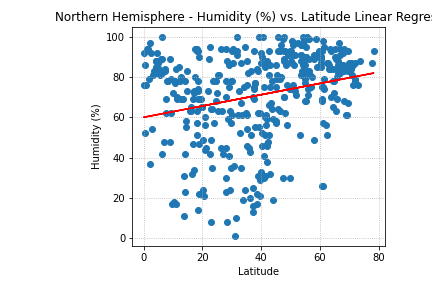 Northern Hemisphere - Humidity (%) vs. Latitude Linear Regres
100
80
60
40
20
0
Humidity (%)
0 20 40 60 80
Latitude